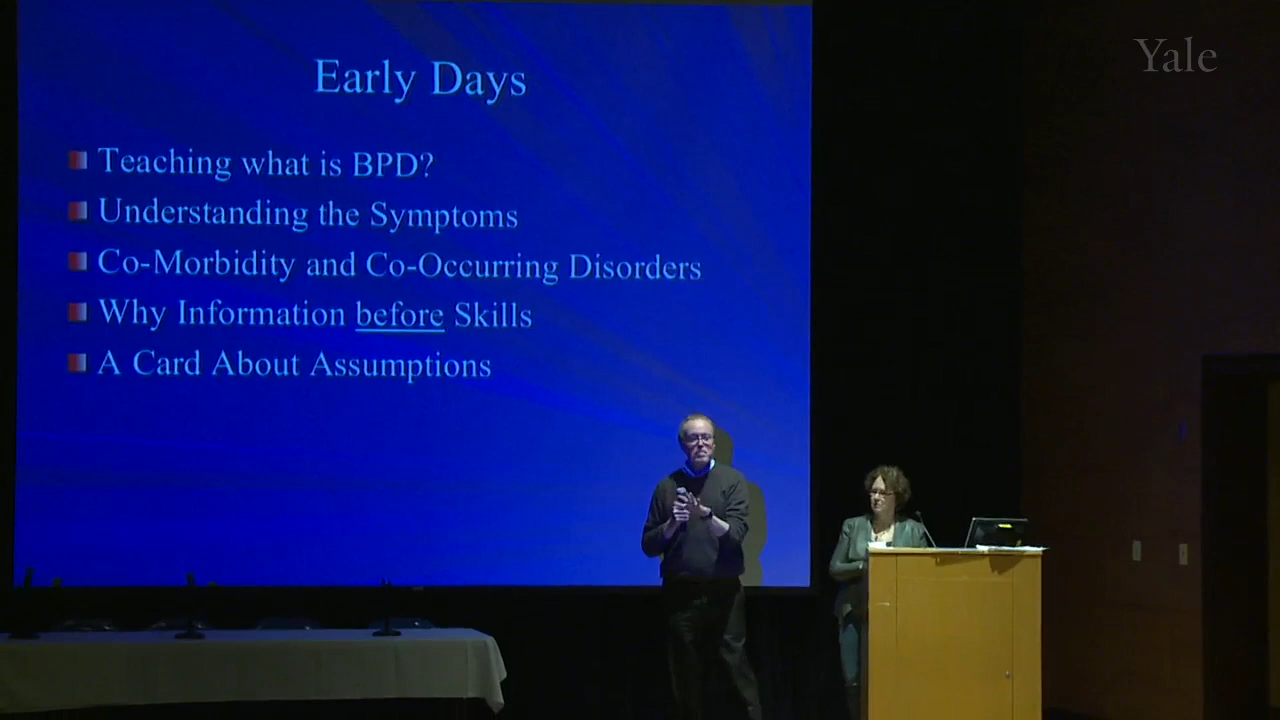 Yale
Early Days
Teaching what is BPD?
Understanding the Symptoms
Co-Morbidity and Co-Occurring Disorders
Why Information before Skills
A Card About Assumptions